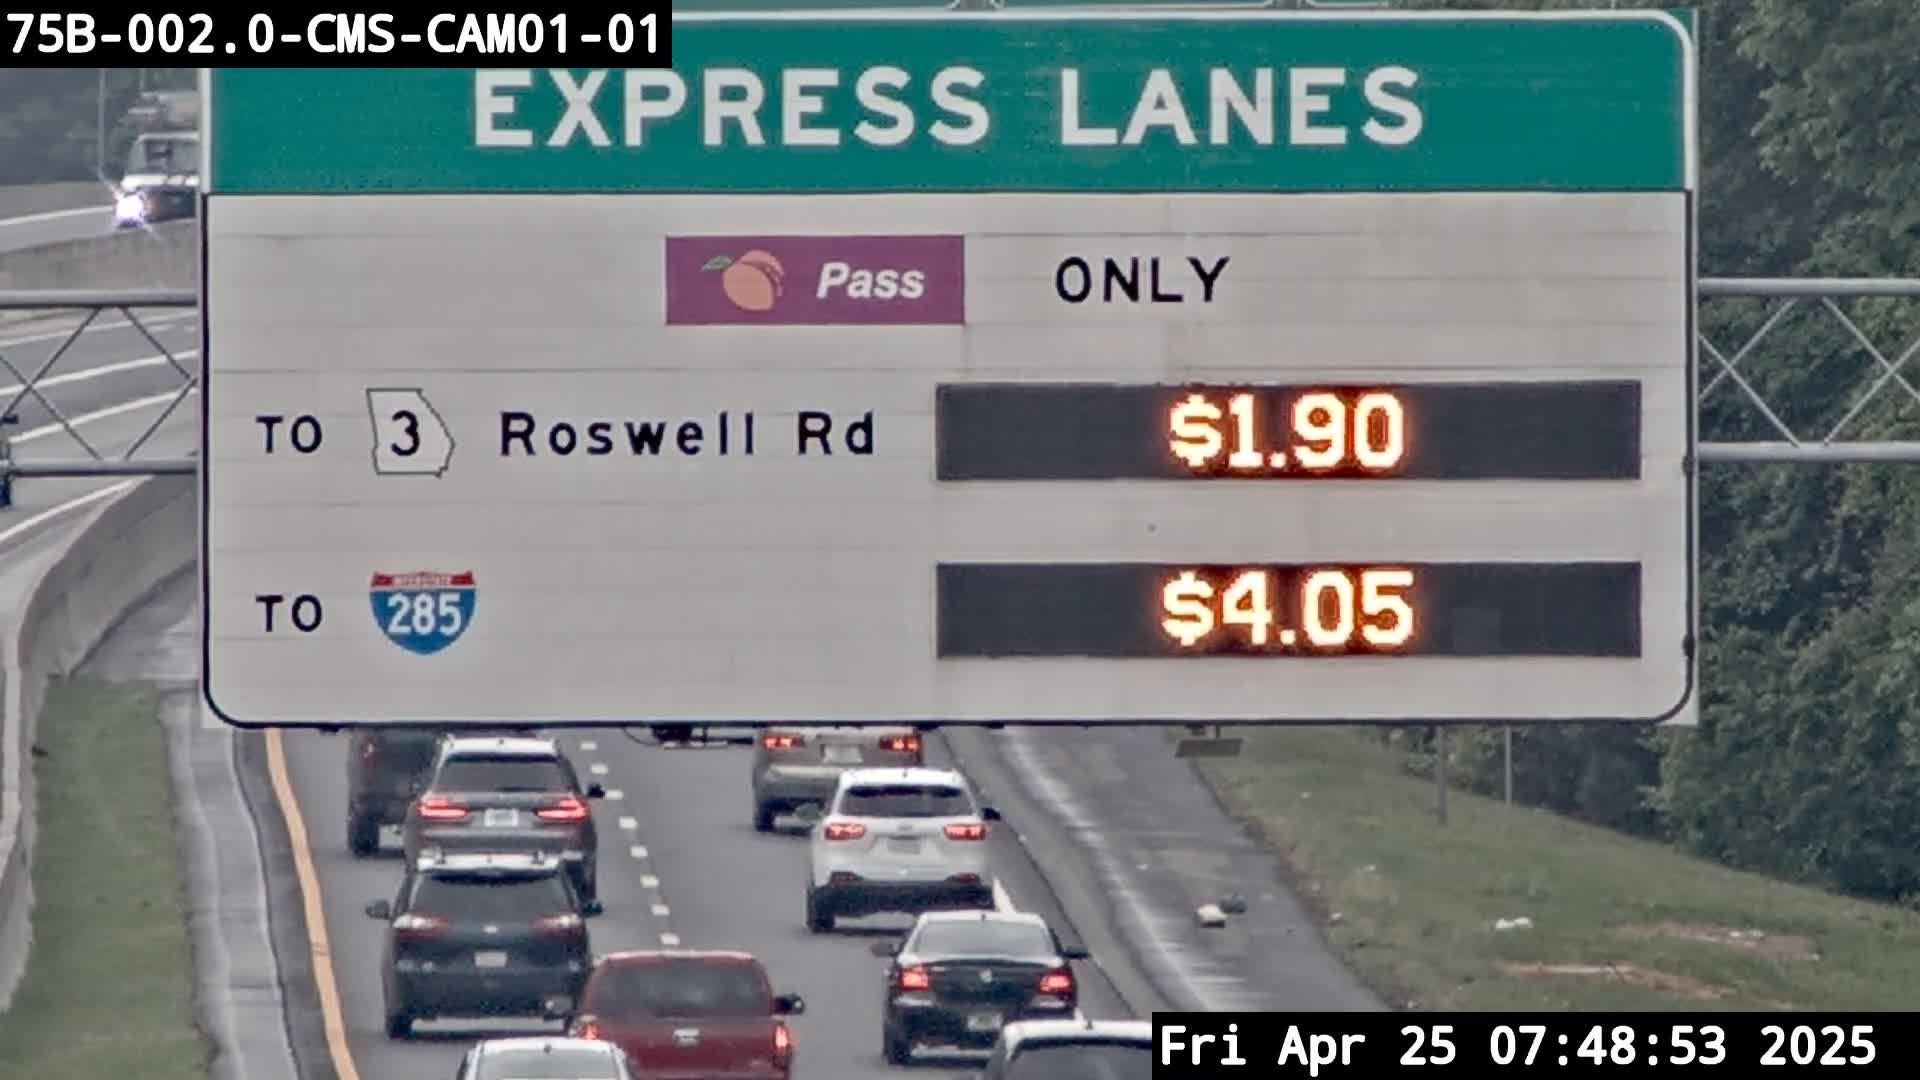 75B-002.0-CMS-CAM01-01
EXPRESS LANES
Pass ONLY
TO 3 Roswell Rd $1.90
INTERSTATE
TO 285 $4.05
Fri Apr 25 07:48:53 2025